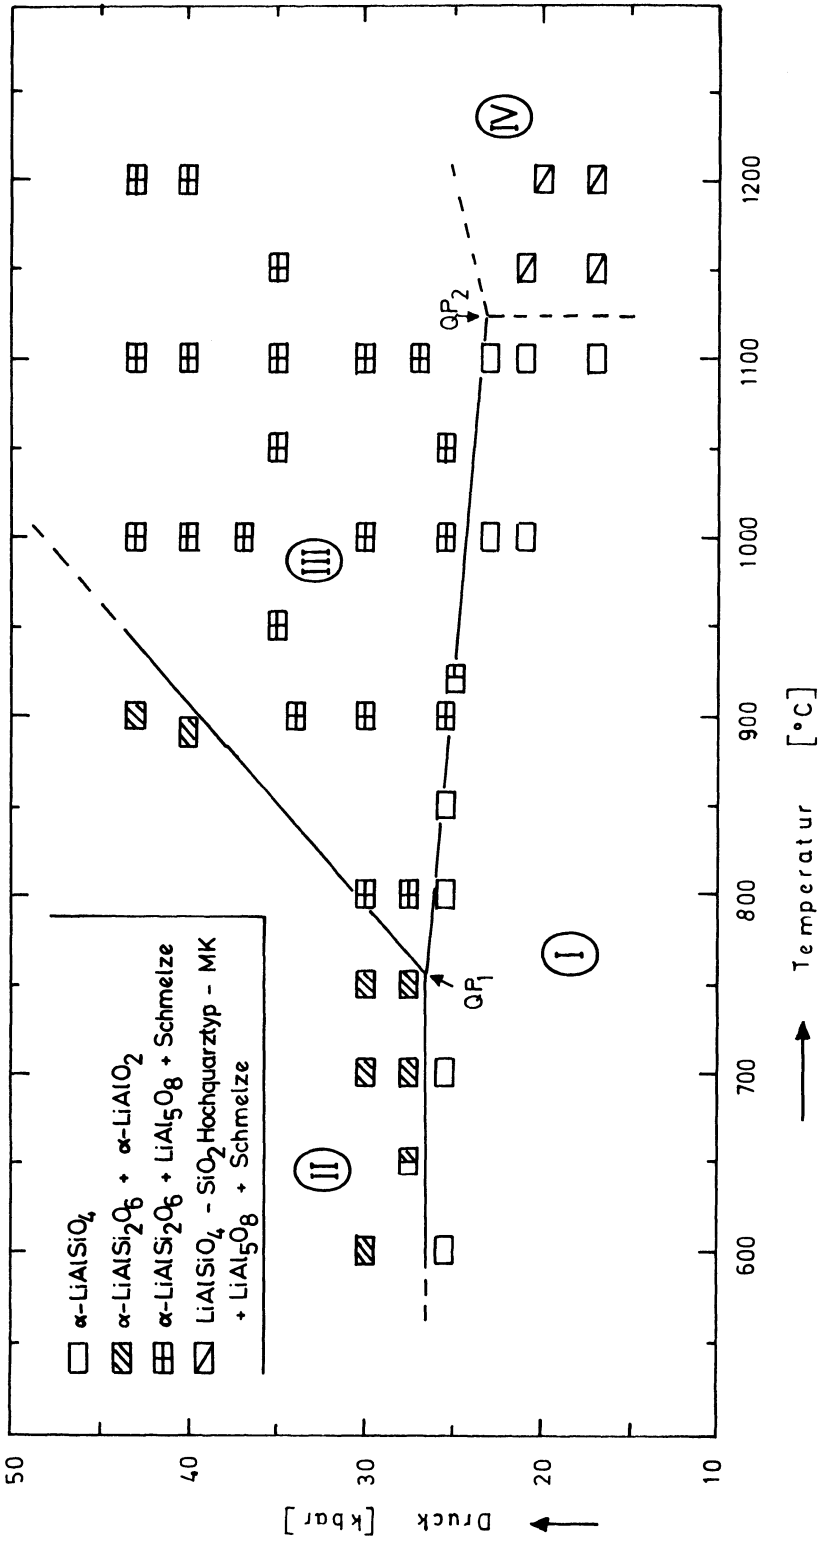 50
40
30
20
10
Druck [kbar]
α-LiAlSiO4
α-LiAlSi2O6 + α-LiAlO2
α-LiAlSi2O6 + LiAl5O8 + Schmelze
LiAlSiO4 – SiO2 Hochquarztyp – MK
+ LiAl5O8 + Schmelze
II
III
I
IV
QP1
QP2
600
700
800
900
1000
1100
1200
Temperatur [°C]